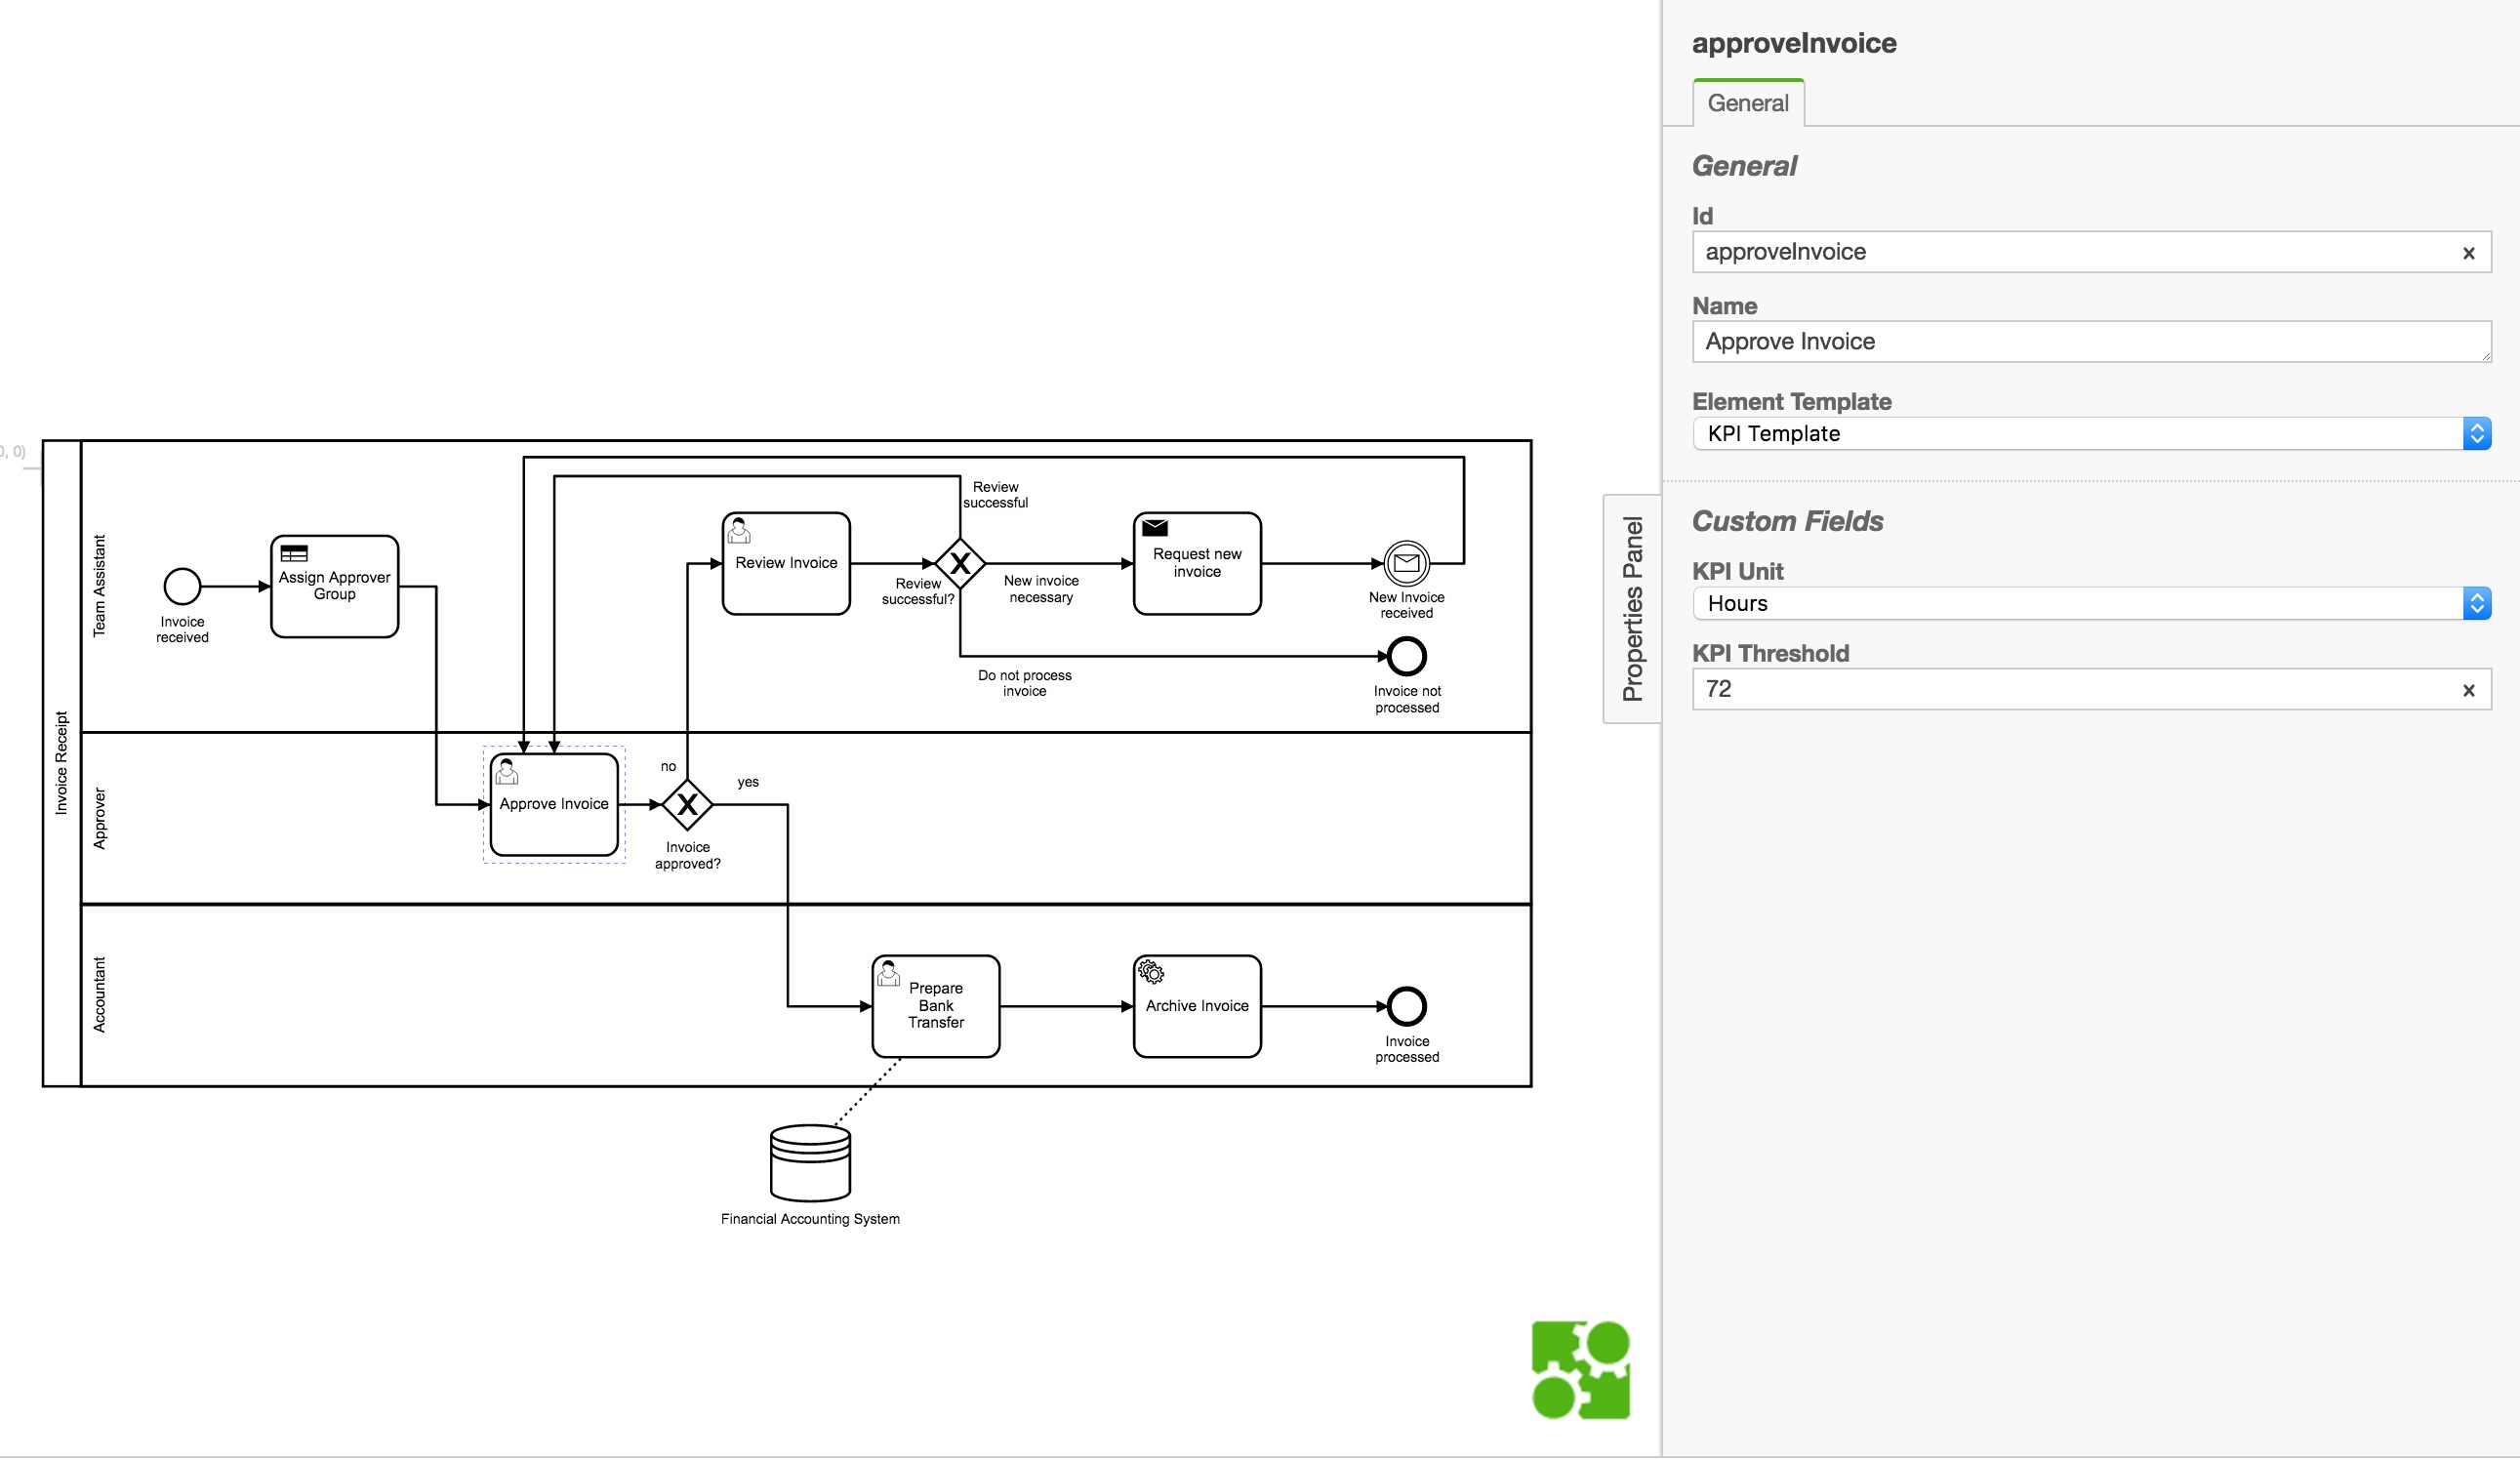 0, 0)
Invoice Receipt
Team Assistant
Invoice
received
Assign Approver
Group
Review Invoice
Review
successful?
Review
successful
New invoice
necessary
Request new
invoice
New Invoice
received
Do not process
invoice
Invoice not
processed
Approver
Approve Invoice
no
yes
Invoice
approved?
Accountant
Prepare
Bank
Transfer
Archive Invoice
Invoice
processed
Financial Accounting System
Properties Panel
approveInvoice
General
General
Id
approveInvoice
Name
Approve Invoice
Element Template
KPI Template
Custom Fields
KPI Unit
Hours
KPI Threshold
72